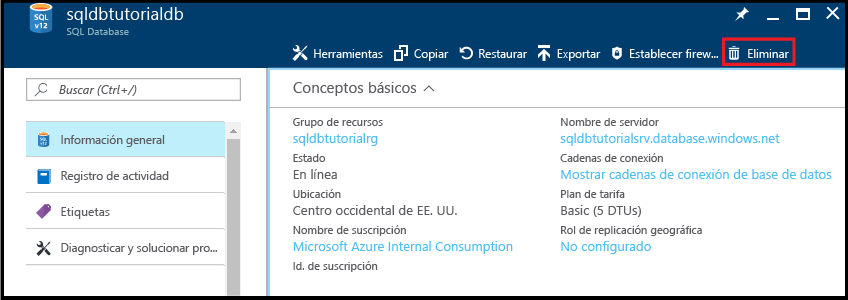 sqldbtutorialdb
SQL Database
SQL
v12
Herramientas Copiar Restaurar Exportar Establecer firew... Eliminar
Buscar (Ctrl+/)
Información general
Registro de actividad
Etiquetas
Diagnosticar y solucionar pro...
Conceptos básicos
Grupo de recursos
sqldbtutorialrg
Estado
En línea
Ubicación
Centro occidental de EE. UU.
Nombre de suscripción
Microsoft Azure Internal Consumption
Id. de suscripción
Nombre de servidor
sqldbtutorialsrv.database.windows.net
Cadenas de conexión
Mostrar cadenas de conexión de base de datos
Plan de tarifa
Basic (5 DTUs)
Rol de replicación geográfica
No configurado